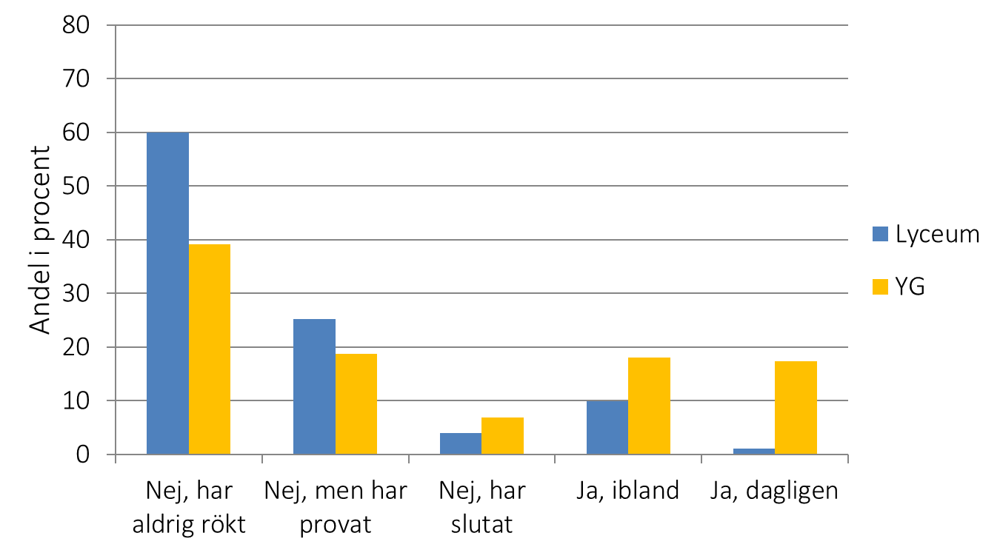 80
70
60
50
40
30
20
10
0
Andel i procent
Nej, har
aldrig rökt
Nej, men har
provat
Nej, har
slutat
Ja, ibland
Ja, dagligen
Lyceum
YG